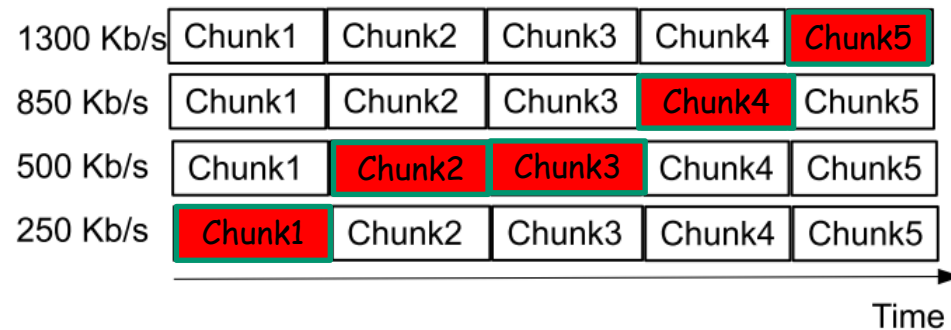 1300 Kb/s Chunk1 Chunk2 Chunk3 Chunk4 Chunk5
850 Kb/s Chunk1 Chunk2 Chunk3 Chunk4 Chunk5
500 Kb/s Chunk1 Chunk2 Chunk3 Chunk4 Chunk5
250 Kb/s Chunk1 Chunk2 Chunk3 Chunk4 Chunk5
Time